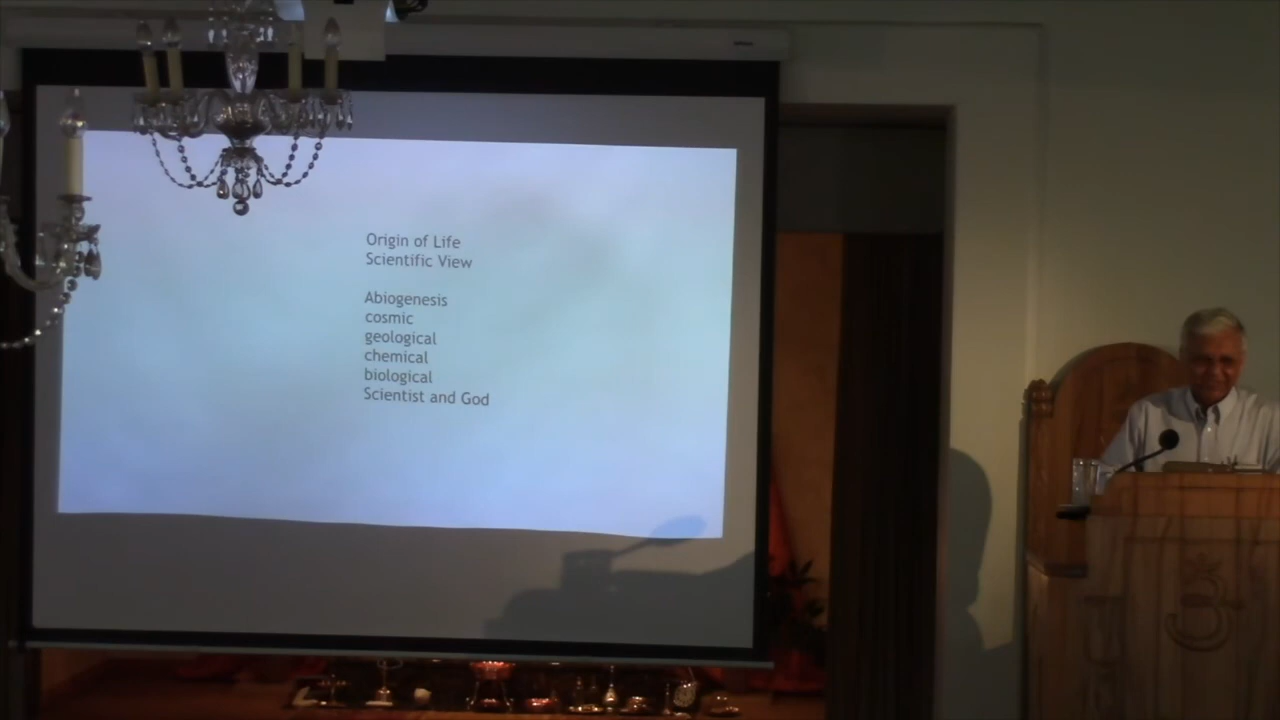 Origin of Life
Scientific View
Abiogenesis
cosmic
geological
chemical
biological
Scientist and God